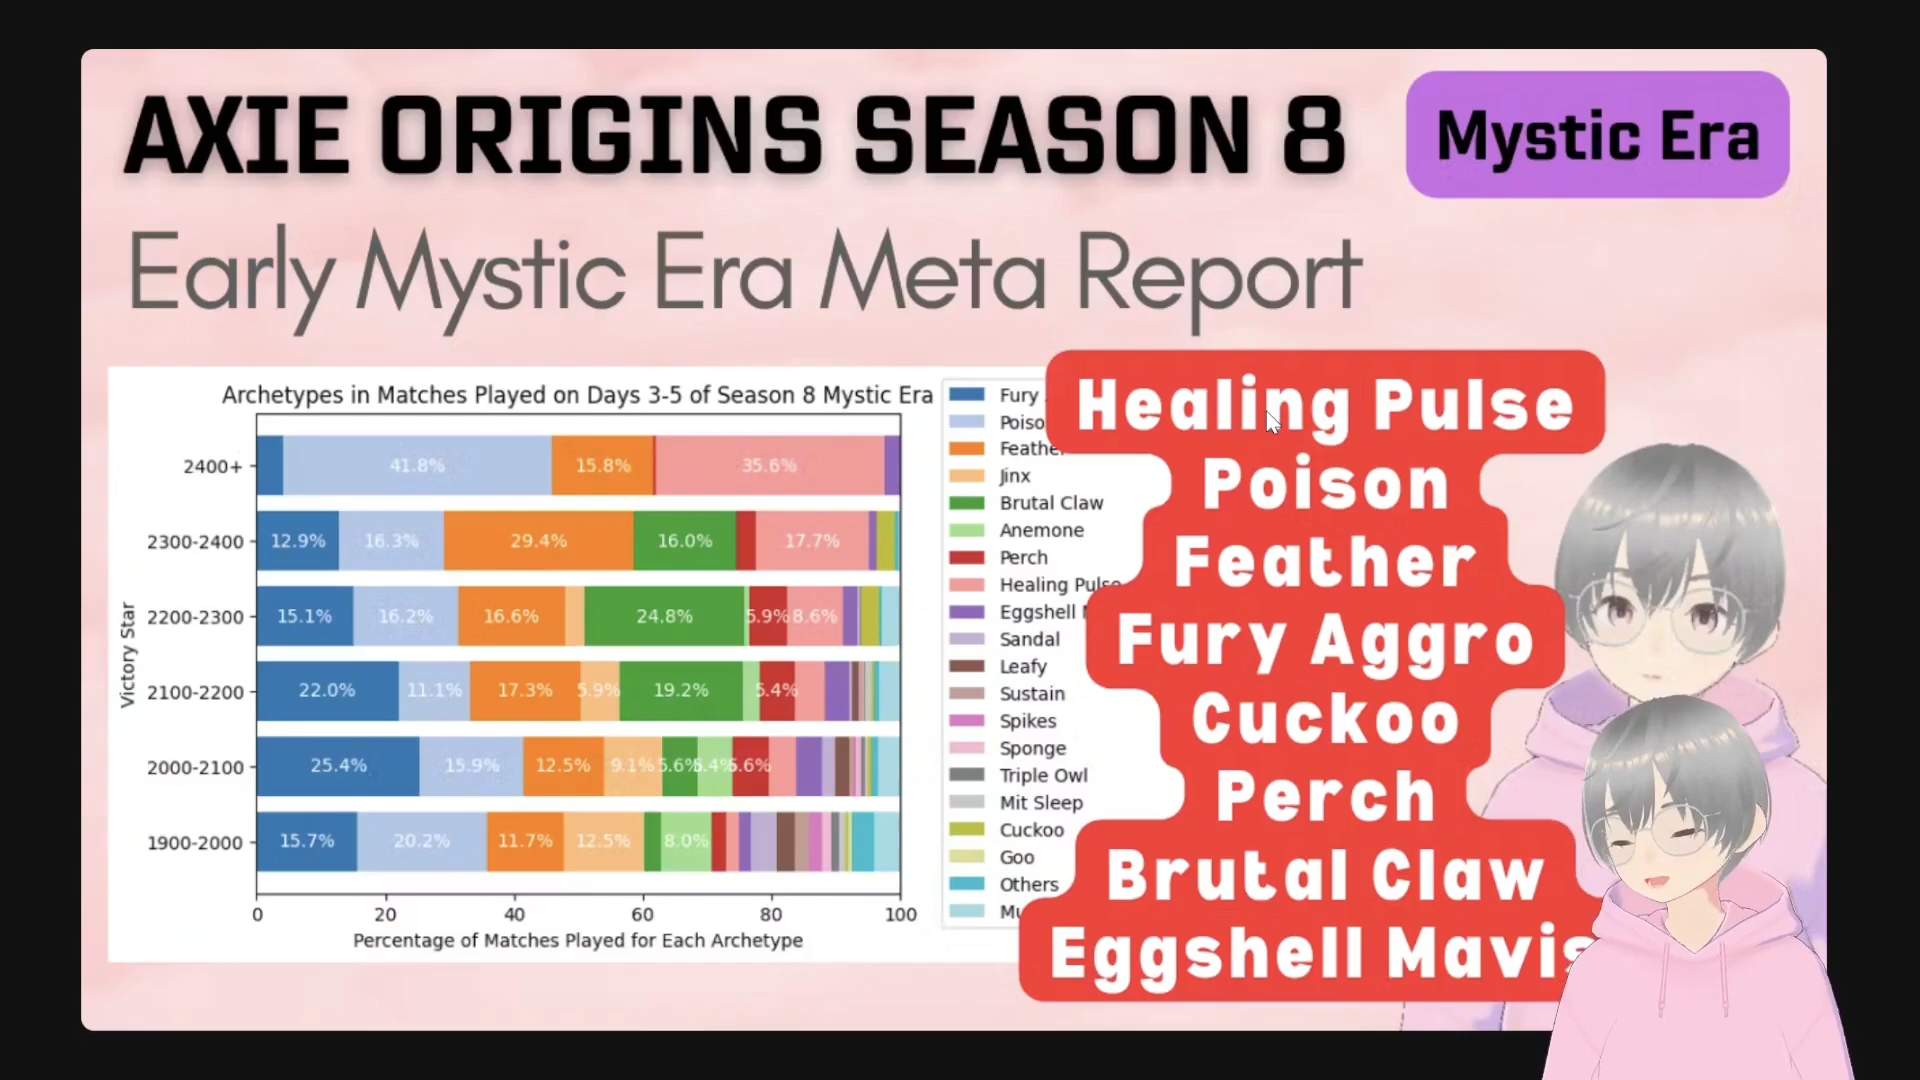 AXIE ORIGINS SEASON 8
Mystic Era
Early Mystic Era Meta Report
Archetypes in Matches Played on Days 3-5 of Season 8 Mystic Era
Victory Star
2400+
41.8% 15.8% 35.6%
2300-2400
12.9% 16.3% 29.4% 16.0% 17.7%
2200-2300
15.1% 16.2% 16.6% 24.8% 5.9% 8.6%
2100-2200
22.0% 11.1% 17.3% 5.9% 19.2% 5.4%
2000-2100
25.4% 15.9% 12.5% 9.1% 5.6% 5.4% 5.6%
1900-2000
15.7% 20.2% 11.7% 12.5% 8.0%
0 20 40 60 80 100
Percentage of Matches Played for Each Archetype
Fury
Jinx
Brutal Claw
Anemone
Perch
Healing Pulse
Eggshell
Sandal
Leafy
Sustain
Spikes
Sponge
Triple Owl
Mit Sleep
Cuckoo
Goo
Others
Healing Pulse
Poison
Feather
Fury Aggro
Cuckoo
Perch
Brutal Claw
Eggshell Mavis